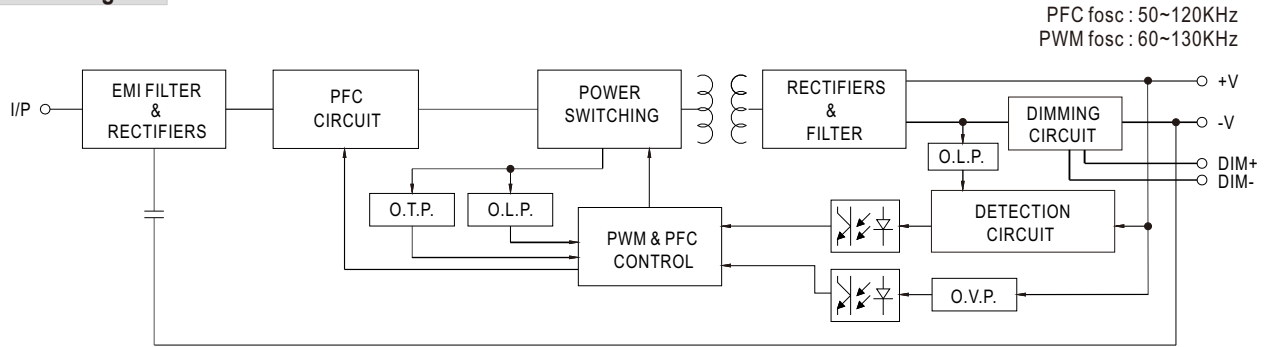 PFC fosc : 50~120KHz
PWM fosc : 60~130KHz
I/P
EMI FILTER
&
RECTIFIERS
PFC
CIRCUIT
POWER
SWITCHING
RECTIFIERS
&
FILTER
DIMMING
CIRCUIT
+V
-V
DIM+
DIM-
O.L.P.
O.T.P.
O.L.P.
PWM & PFC
CONTROL
DETECTION
CIRCUIT
O.V.P.